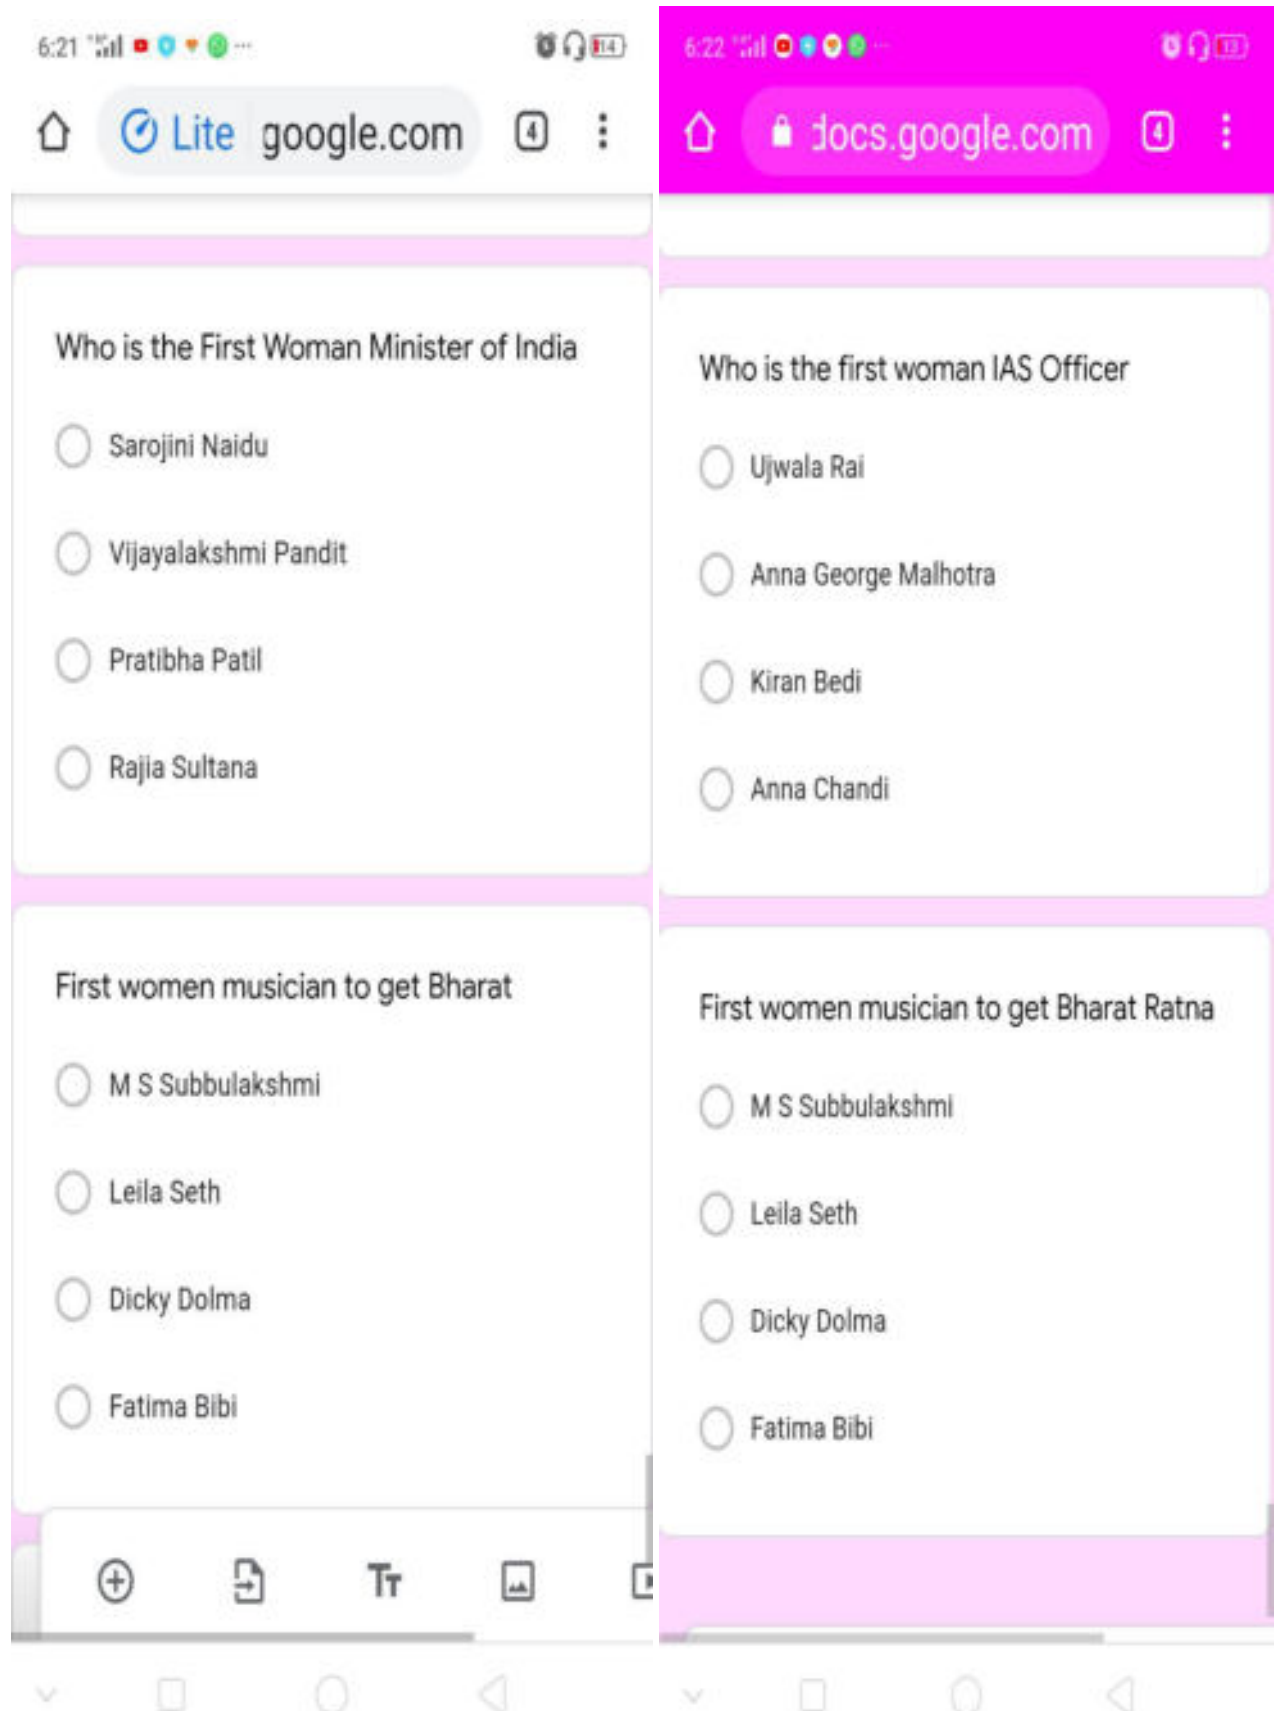 6:21
14
Lite google.com
4
Who is the First Woman Minister of India
Sarojini Naidu
Vijayalakshmi Pandit
Pratibha Patil
Rajia Sultana
First women musician to get Bharat
M S Subbulakshmi
Leila Seth
Dicky Dolma
Fatima Bibi
TT
6:22
13
docs.google.com
4
Who is the first woman IAS Officer
Ujwala Rai
Anna George Malhotra
Kiran Bedi
Anna Chandi
First women musician to get Bharat Ratna
M S Subbulakshmi
Leila Seth
Dicky Dolma
Fatima Bibi